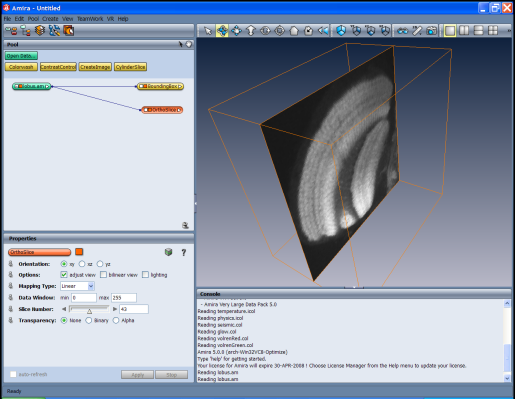 Amira - Untitled
File Edit Pool Create View TeamWork VR Help
Pool
Open Data...
Colorwash ContrastControl CreateImage CylinderSlice
lobus.am
BoundingBox
OrthoSlice
Properties
OrthoSlice
?
Orientation: xy xz yz
Options: adjust view bilinear view lighting
Mapping Type: Linear
Data Window: min 0 max 255
Slice Number: 43
Transparency: None Binary Alpha
auto-refresh Apply Stop
Ready
Console
- Amira Very Large Data Pack 5.0
Reading temperature.icol
Reading physics.icol
Reading seismic.col
Reading glow.col
Reading volrenRed.col
Reading volrenGreen.col
Amira 5.0.0 (arch-Win32VC8-Optimize)
Type 'help' for getting started.
Your license for Amira will expire 30-APR-2008 ! Choose License Manager from the Help menu to update your license.
Reading lobus.am
Reading lobus.am